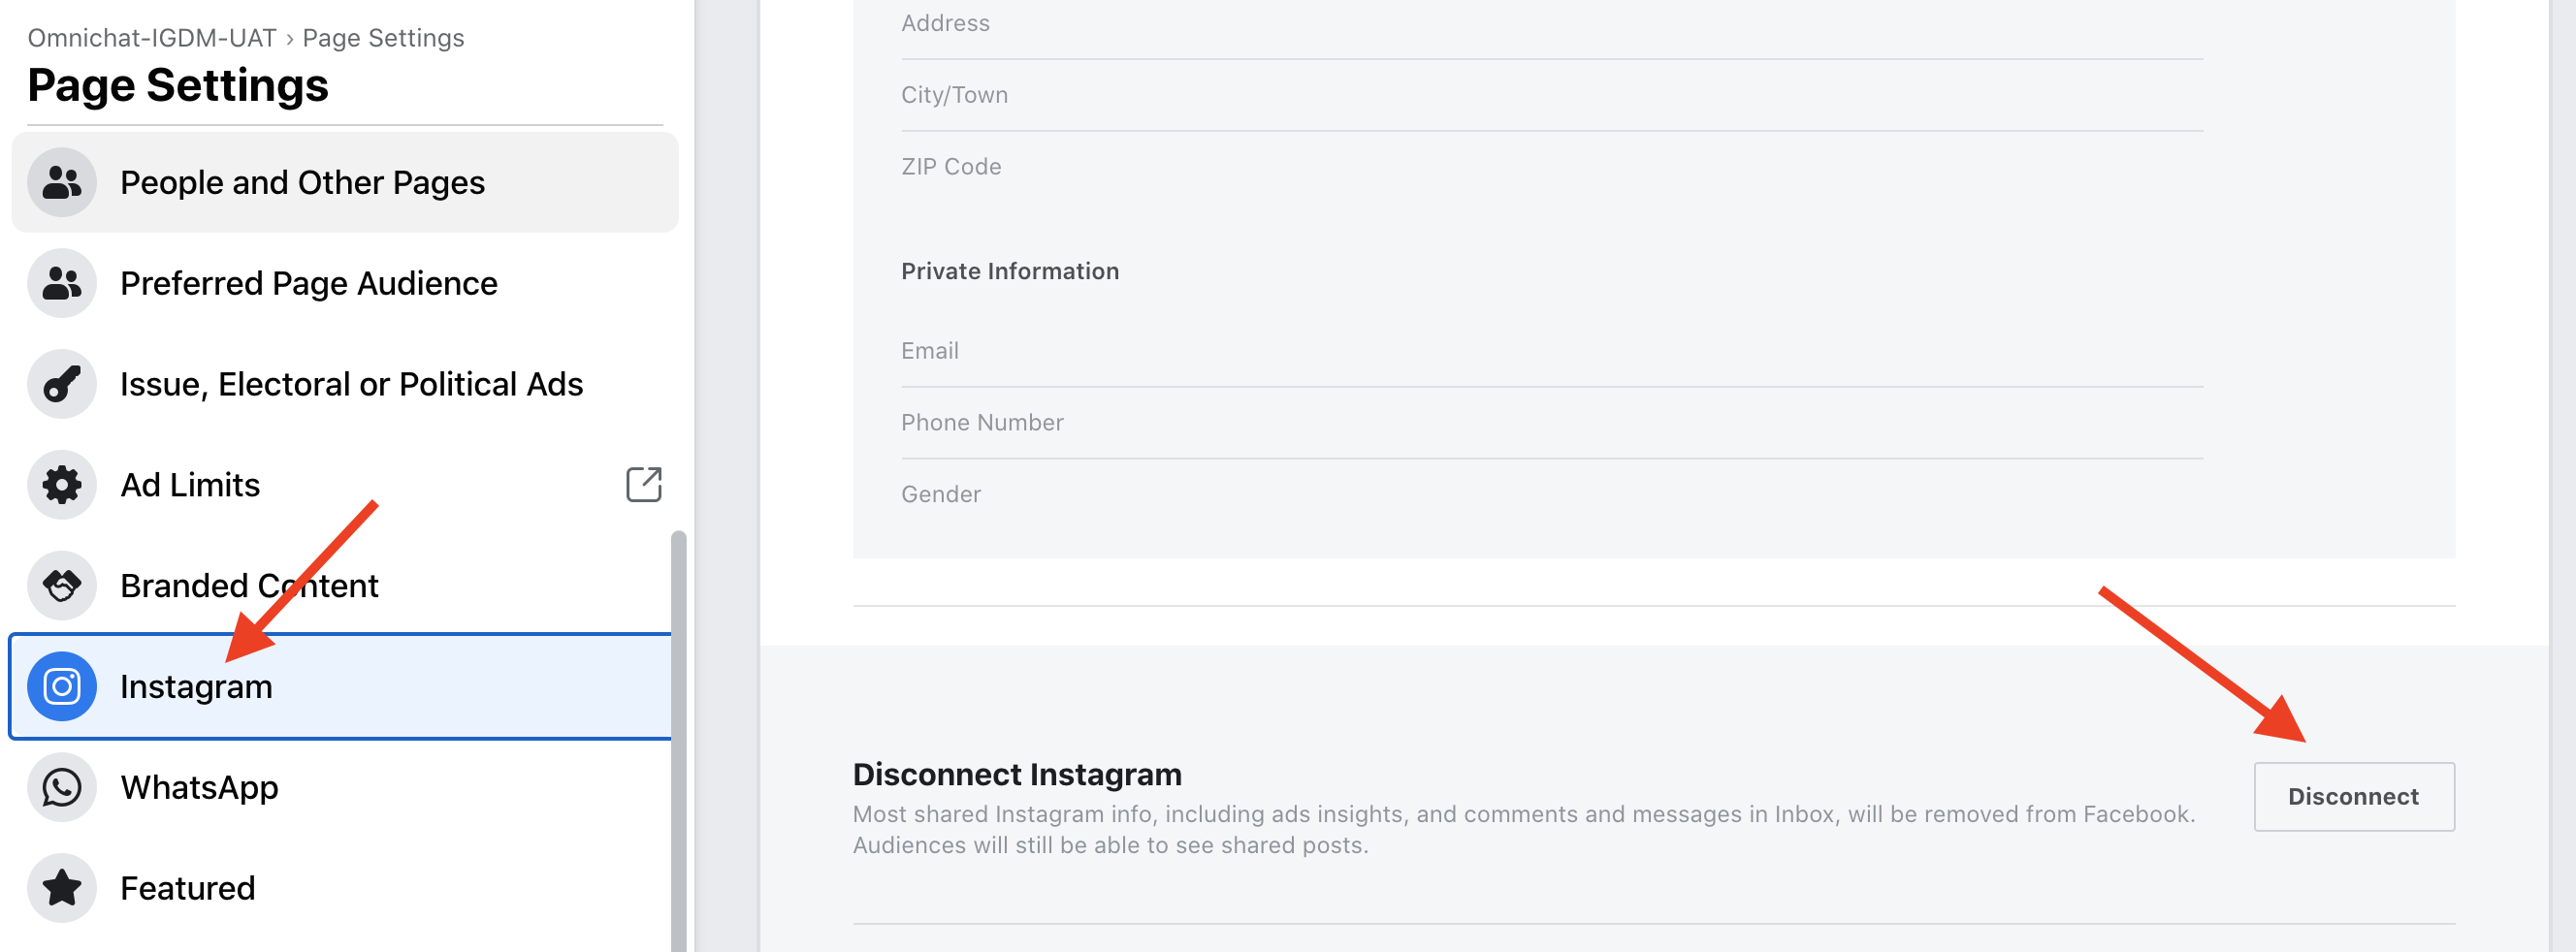 Omnichat-IGDM-UAT › Page Settings
Page Settings
People and Other Pages
Preferred Page Audience
Issue, Electoral or Political Ads
Ad Limits
Branded Content
Instagram
WhatsApp
Featured
Address
City/Town
ZIP Code
Private Information
Email
Phone Number
Gender
Disconnect Instagram
Most shared Instagram info, including ads insights, and comments and messages in Inbox, will be removed from Facebook.
Audiences will still be able to see shared posts.
Disconnect